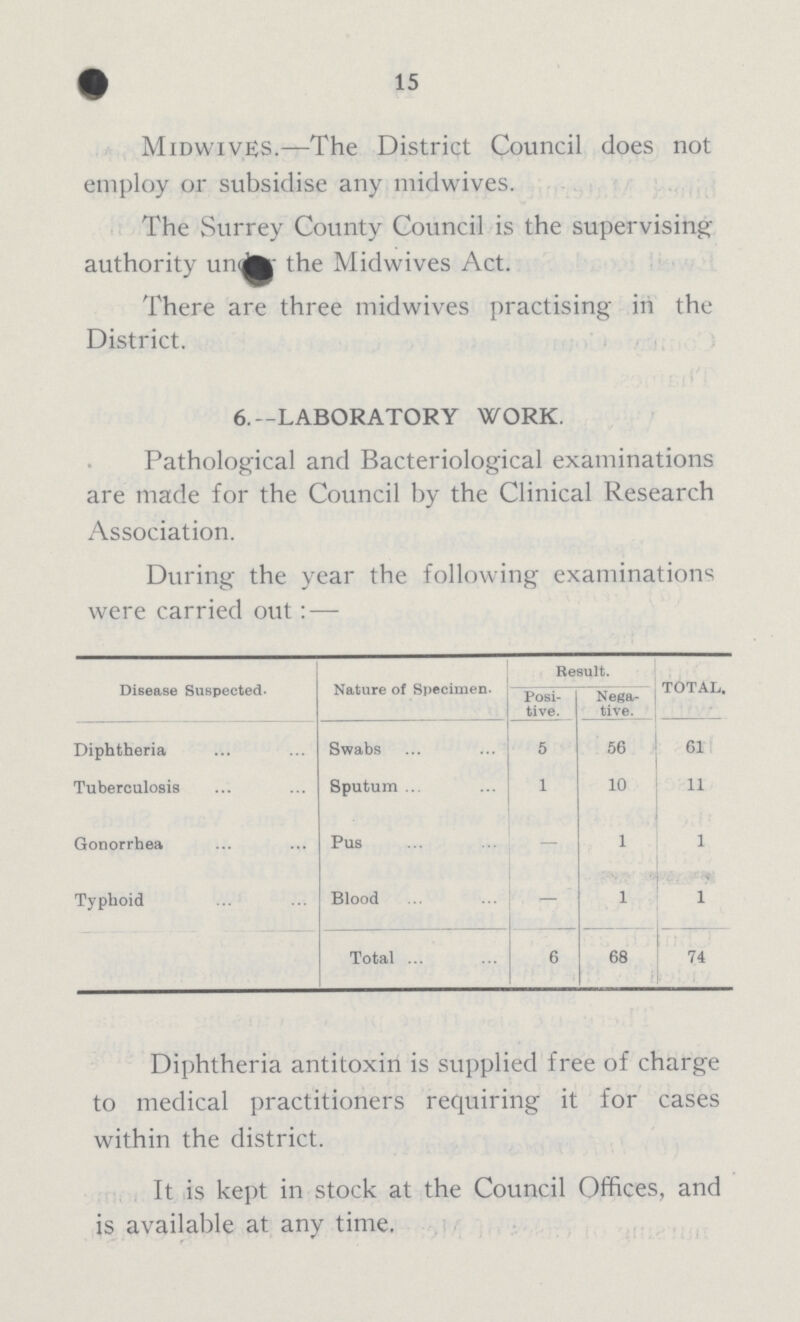 15
MIDWIVES.—The District Council does not
employ or subsidise any midwives.
The Surrey County Council is the supervising
authority the Midwives Act.
There are three midwives practising in the
District.
6.--LABORATORY WORK.
Pathological and Bacteriological examinations
are made for the Council by the Clinical Research
Association.
During the year the following examinations
were carried out :—
Disease Suspected. Nature of Specimen. Result. TOTAL.
Posi- Nega-
tive. tive.
Diphtheria ... ... Swabs ... ... 5 56 61
Tuberculosis ... ... Sputum ... ... 1 10 11
Gonorrhea ... ... Pus ... ... — 1 1
Typhoid ... ... Blood ... ... — 1 1
Total ... ... 6 68 74
Diphtheria antitoxin is supplied free of charge
to medical practitioners requiring it for cases
within the district.
It is kept in stock at the Council Offices, and
is available at any time.